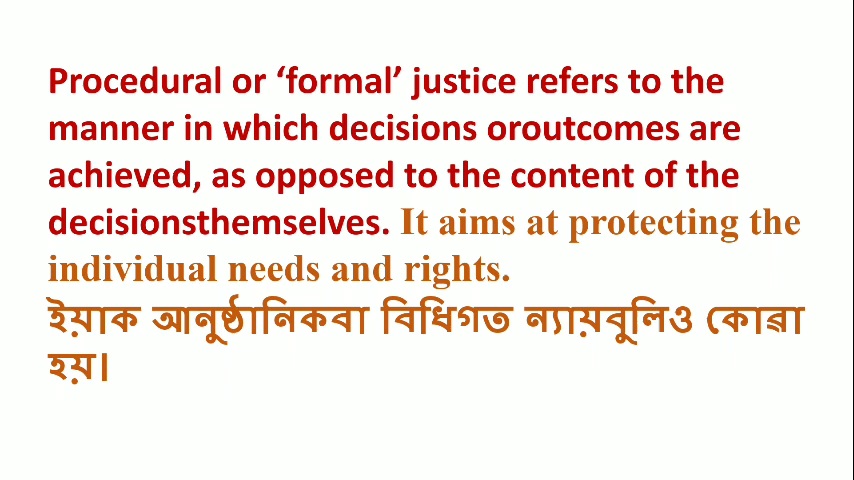 Procedural or ‘formal’ justice refers to the
manner in which decisions oroutcomes are
achieved, as opposed to the content of the
decisionsthemselves. It aims at protecting the
individual needs and rights.
ইয়াক আনুষ্ঠানিকবা বিধিগত ন্যায়বুলিও কোৱা
হয়।